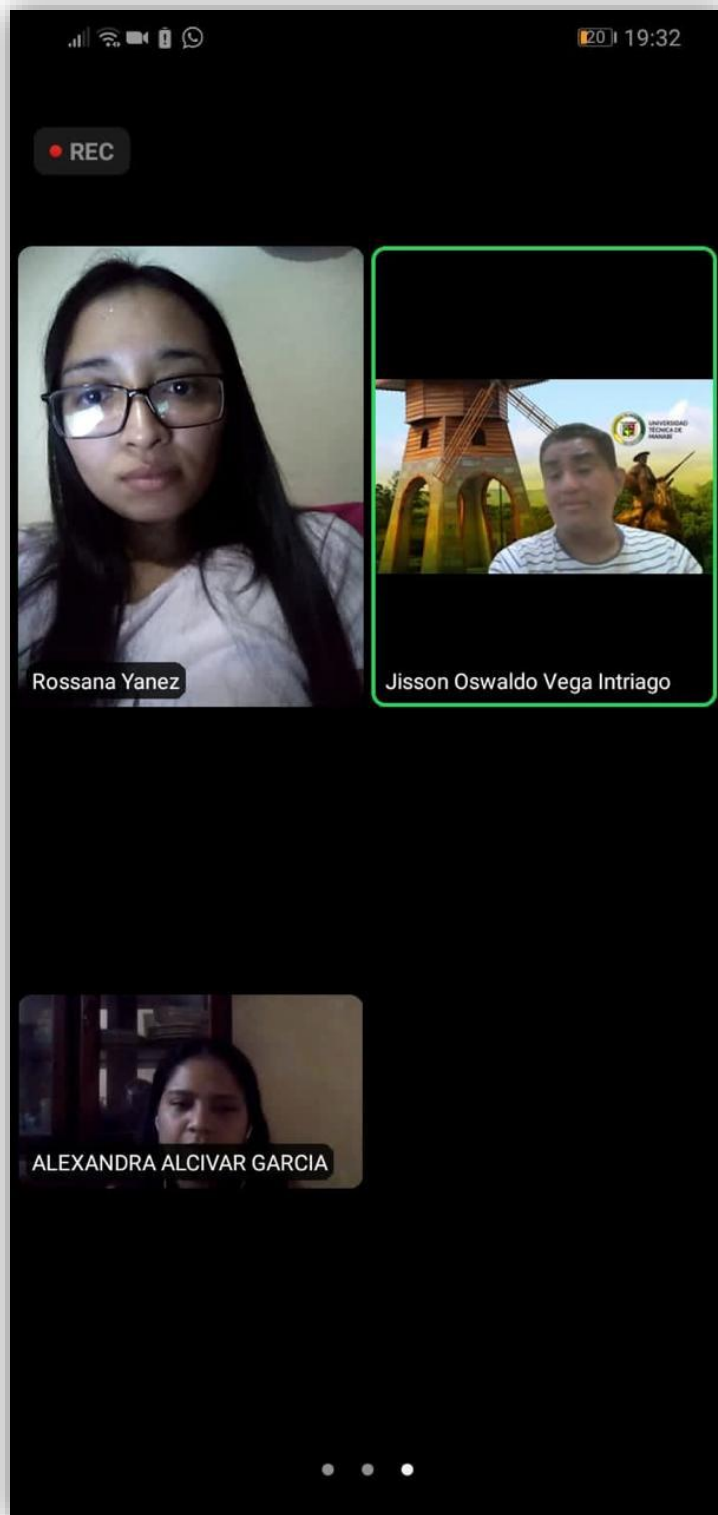 20 19:32
REC
UNIVERSIDAD
TÉCNICA DE
MANABÍ
Rossana Yanez
Jisson Oswaldo Vega Intriago
ALEXANDRA ALCIVAR GARCIA